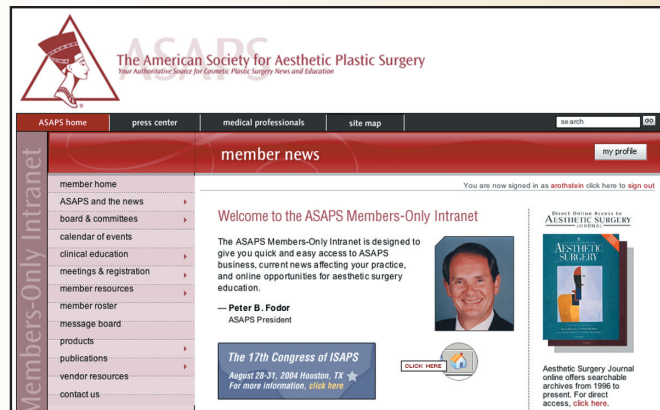 ASAPS
The American Society for Aesthetic Plastic Surgery
Your Authoritative Source for Cosmetic Plastic Surgery News and Education
ASAPS home
press center
medical professionals
site map
search
GO
Members-Only Intranet
member news
my profile
You are now signed in as arothstein click here to sign out
member home
ASAPS and the news
board & committees
calendar of events
clinical education
meetings & registration
member resources
member roster
message board
products
publications
vendor resources
contact us
Welcome to the ASAPS Members-Only Intranet
The ASAPS Members-Only Intranet is designed to
give you quick and easy access to ASAPS
business, current news affecting your practice,
and online opportunities for aesthetic surgery
education.
— Peter B. Fodor
ASAPS President
The 17th Congress of ISAPS
August 28-31, 2004 Houston, TX
For more information, click here
CLICK HERE
Direct Online Access to
AESTHETIC SURGERY
JOURNAL
AESTHETIC
SURGERY
Aesthetic Surgery Journal
online offers searchable
archives from 1996 to
present. For direct
access, click here.